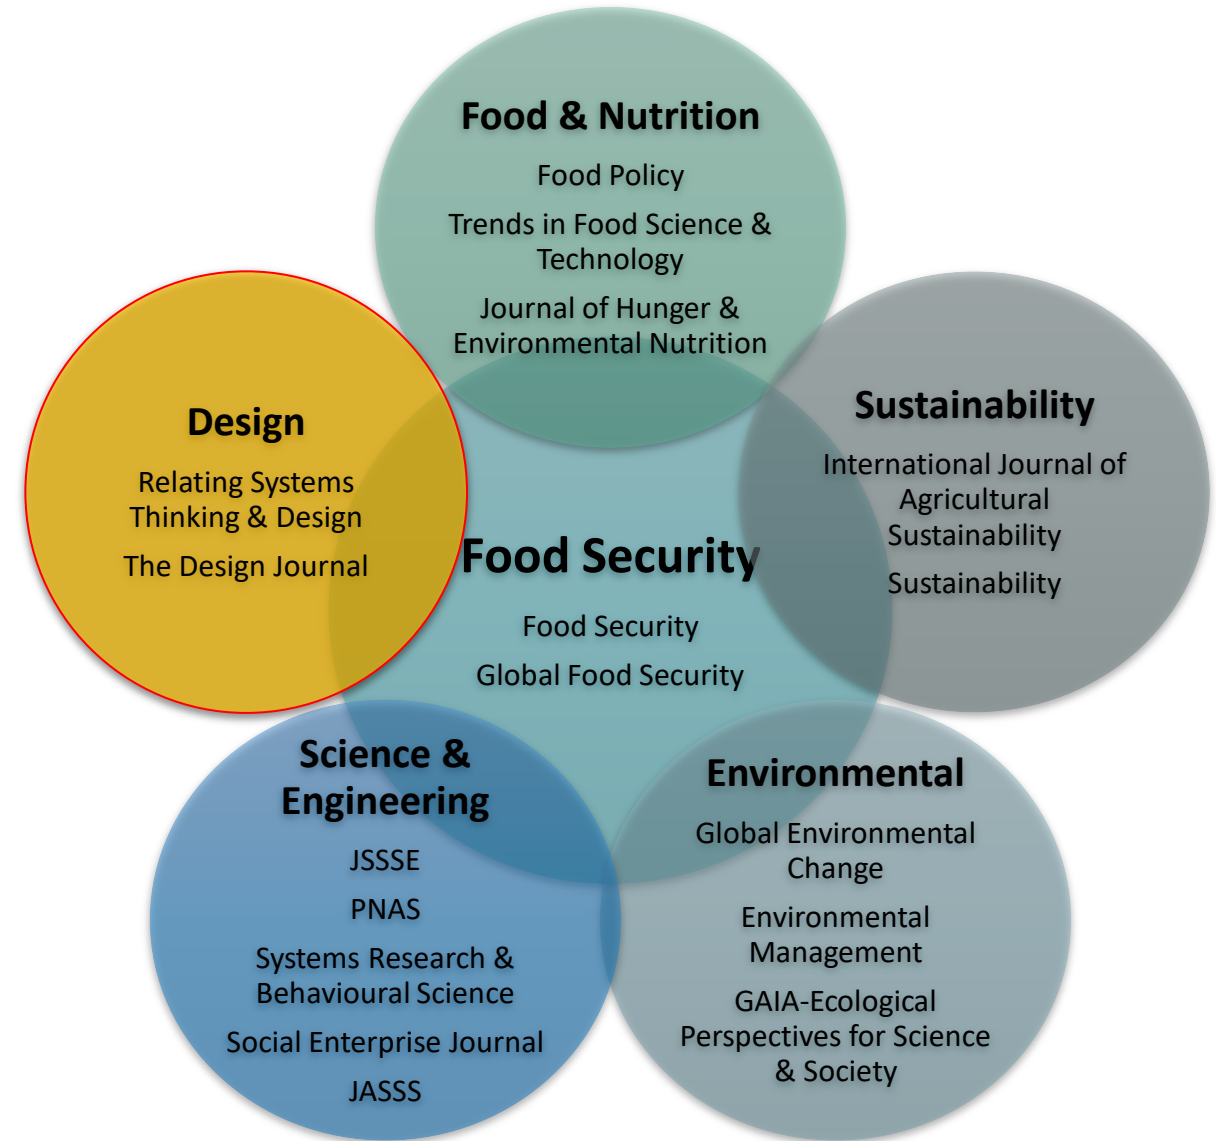 Food & Nutrition
Food Policy
Trends in Food Science &
Technology
Journal of Hunger &
Environmental Nutrition
Design
Relating Systems
Thinking & Design
The Design Journal
Sustainability
International Journal of
Agricultural
Sustainability
Sustainability
Food Security
Food Security
Global Food Security
Science &
Engineering
JSSSE
PNAS
Systems Research &
Behavioural Science
Social Enterprise Journal
JASSS
Environmental
Global Environmental
Change
Environmental
Management
GAIA-Ecological
Perspectives for Science
& Society